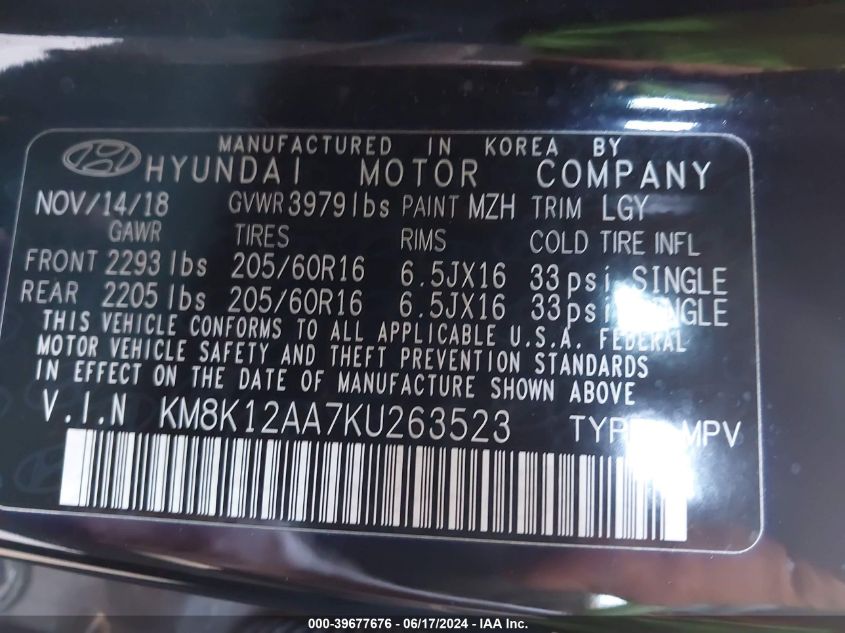 MANUFACTURED IN KOREA BY
HYUNDAI MOTOR COMPANY
NOV/14/18 GVWR 3979 lbs PAINT MZH TRIM LGY
GAWR TIRES RIMS COLD TIRE INFL
FRONT 2293 lbs 205/60R16 6.5JX16 33psi SINGLE
REAR 2205 lbs 205/60R16 6.5JX16 33psi SINGLE
THIS VEHICLE CONFORMS TO ALL APPLICABLE U.S.A. FEDERAL
MOTOR VEHICLE SAFETY AND THEFT PREVENTION STANDARDS
IN EFFECT ON THE DATE OF MANUFACTURE SHOWN ABOVE
V.I.N KM8K12AA7KU263523 TYPE: MPV
000-39677676 - 06/17/2024 - IAA Inc.